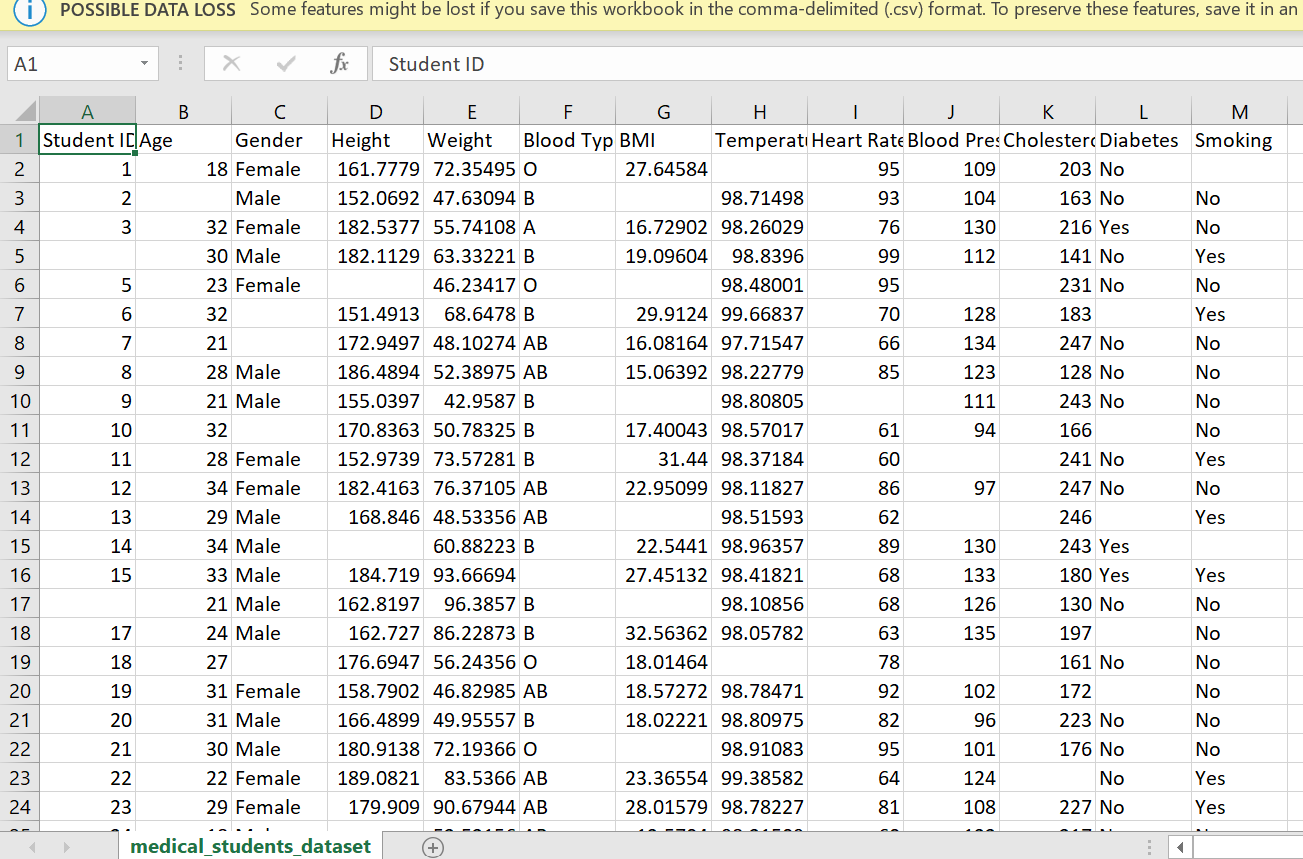 POSSIBLE DATA LOSS Some features might be lost if you save this workbook in the comma-delimited (.csv) format. To preserve these features, save it in an
A1 fx Student ID
A B C D E F G H I J K L M
1 Student ID Age Gender Height Weight Blood Typ BMI Temperatu Heart Rate Blood Pres Cholestero Diabetes Smoking
2 1 18 Female 161.7779 72.35495 O 27.64584 95 109 203 No
3 2 Male 152.0692 47.63094 B 98.71498 93 104 163 No No
4 3 32 Female 182.5377 55.74108 A 16.72902 98.26029 76 130 216 Yes No
5 30 Male 182.1129 63.33221 B 19.09604 98.8396 99 112 141 No Yes
6 5 23 Female 46.23417 O 98.48001 95 231 No No
7 6 32 151.4913 68.6478 B 29.9124 99.66837 70 128 183 Yes
8 7 21 172.9497 48.10274 AB 16.08164 97.71547 66 134 247 No No
9 8 28 Male 186.4894 52.38975 AB 15.06392 98.22779 85 123 128 No No
10 9 21 Male 155.0397 42.9587 B 98.80805 111 243 No No
11 10 32 170.8363 50.78325 B 17.40043 98.57017 61 94 166 No
12 11 28 Female 152.9739 73.57281 B 31.44 98.37184 60 241 No Yes
13 12 34 Female 182.4163 76.37105 AB 22.95099 98.11827 86 97 247 No No
14 13 29 Male 168.846 48.53356 AB 98.51593 62 246 Yes
15 14 34 Male 60.88223 B 22.5441 98.96357 89 130 243 Yes
16 15 33 Male 184.719 93.66694 27.45132 98.41821 68 133 180 Yes Yes
17 21 Male 162.8197 96.3857 B 98.10856 68 126 130 No No
18 17 24 Male 162.727 86.22873 B 32.56362 98.05782 63 135 197 No
19 18 27 176.6947 56.24356 O 18.01464 78 161 No No
20 19 31 Female 158.7902 46.82985 AB 18.57272 98.78471 92 102 172 No
21 20 31 Male 166.4899 49.95557 B 18.02221 98.80975 82 96 223 No No
22 21 30 Male 180.9138 72.19366 O 98.91083 95 101 176 No No
23 22 22 Female 189.0821 83.5366 AB 23.36554 99.38582 64 124 No Yes
24 23 29 Female 179.909 90.67944 AB 28.01579 98.78227 81 108 227 No Yes
medical_students_dataset